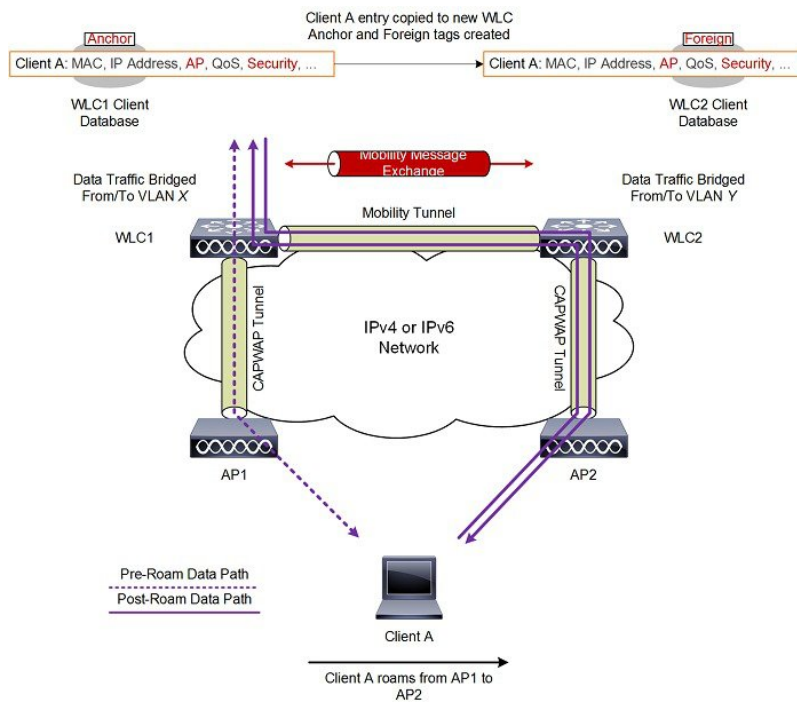 Client A entry copied to new WLC
Anchor and Foreign tags created
Anchor
Client A: MAC, IP Address, AP, QoS, Security, ...
WLC1 Client
Database
Foreign
Client A: MAC, IP Address, AP, QoS, Security, ...
WLC2 Client
Database
Mobility Message
Exchange
Data Traffic Bridged
From/To VLAN X
Data Traffic Bridged
From/To VLAN Y
Mobility Tunnel
WLC1
WLC2
CAPWAP Tunnel
IPv4 or IPv6
Network
CAPWAP Tunnel
AP1
AP2
Pre-Roam Data Path
Post-Roam Data Path
Client A
Client A roams from AP1 to
AP2